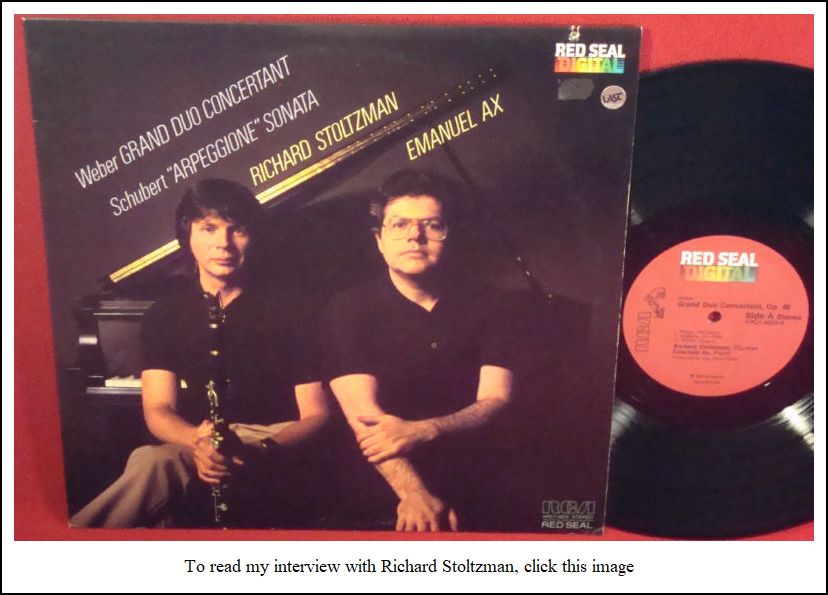 RED SEAL
DIGITAL
LAST
Weber GRAND DUO CONCERTANT
Schubert "ARPEGGIONE" SONATA
RICHARD STOLTZMAN
EMANUEL AX
RED SEAL
DIGITAL
Grand Duo Concertant, Op. 48
Side A Stereo
RCA
Richard Stoltzman, Clarinet
Emanuel Ax, Piano
RCA
STEREO
RED SEAL
To read my interview with Richard Stoltzman, click this image